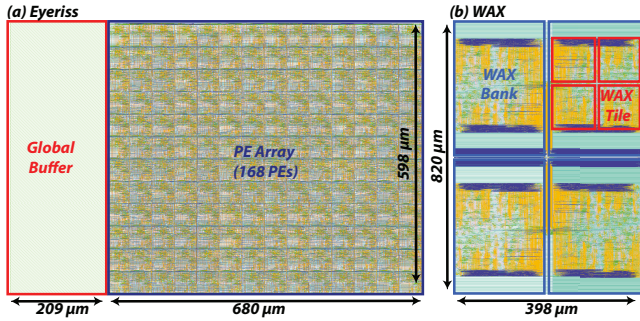 (a) Eyeriss
Global
Buffer
PE Array
(168 PEs)
598 µm
209 µm
680 µm
(b) WAX
WAX
Bank
WAX
Tile
820 µm
398 µm